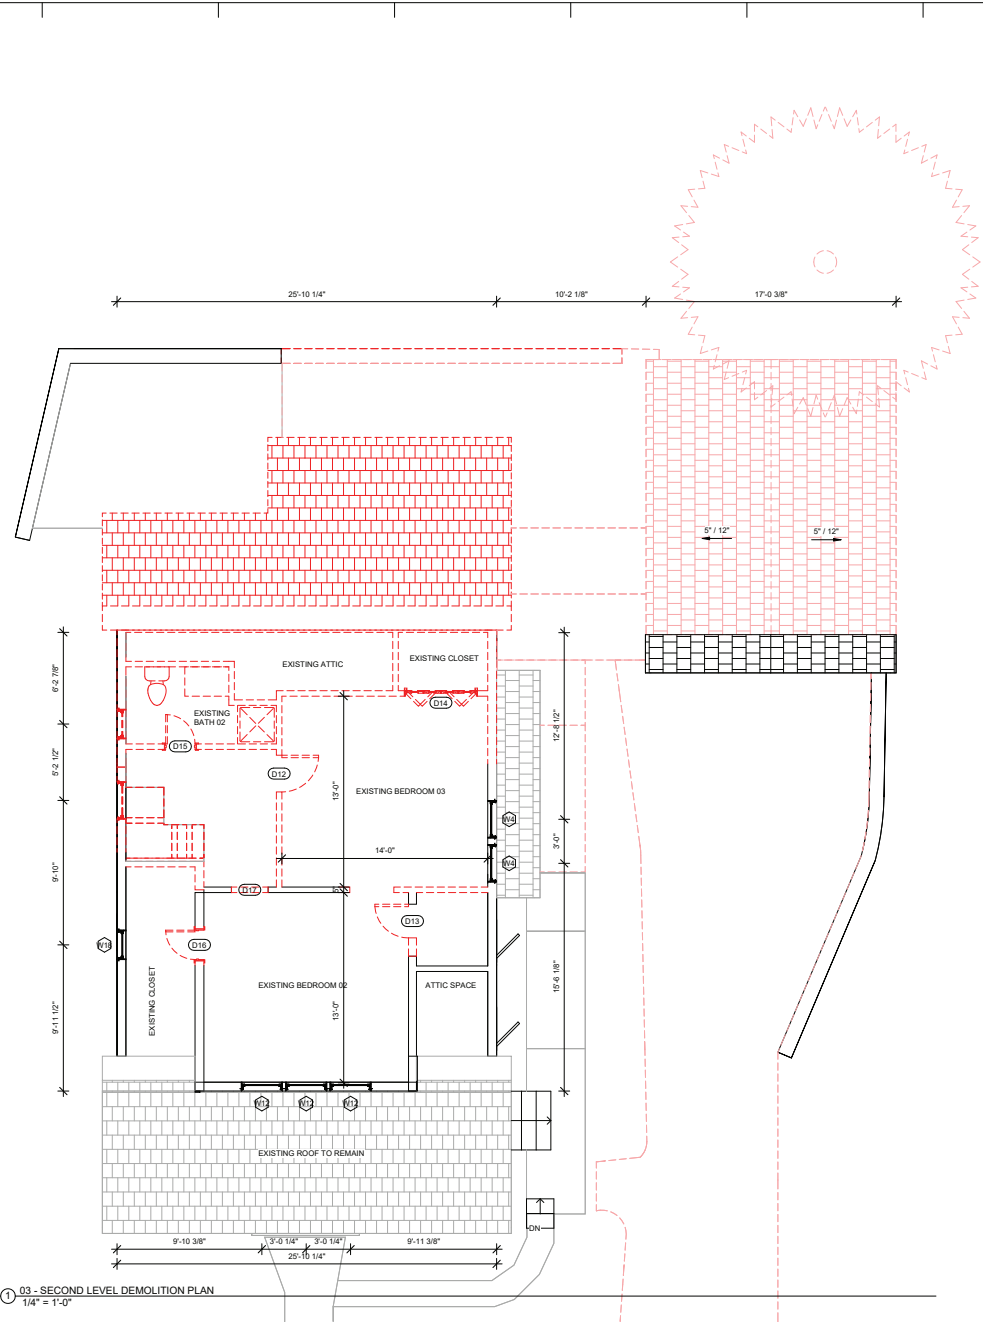 25'-10 1/4" 10'-2 1/8" 17'-0 3/8"
5" / 12" 5" / 12"
6'-2 7/8"
5'-2 1/2"
9'-10"
9'-11 1/2"
EXISTING ATTIC
EXISTING CLOSET
D14
EXISTING
BATH 02
D15
D12
13'-0"
EXISTING BEDROOM 03
12'-8 1/2"
W4
3'-0"
W4
14'-0"
D17
D13
D16
W18
EXISTING CLOSET
EXISTING BEDROOM 02
13'-0"
ATTIC SPACE
15'-6 1/8"
W12 W12 W12
EXISTING ROOF TO REMAIN
DN
9'-10 3/8" 3'-0 1/4" 3'-0 1/4" 9'-11 3/8"
25'-10 1/4"
1 03 - SECOND LEVEL DEMOLITION PLAN
1/4" = 1'-0"